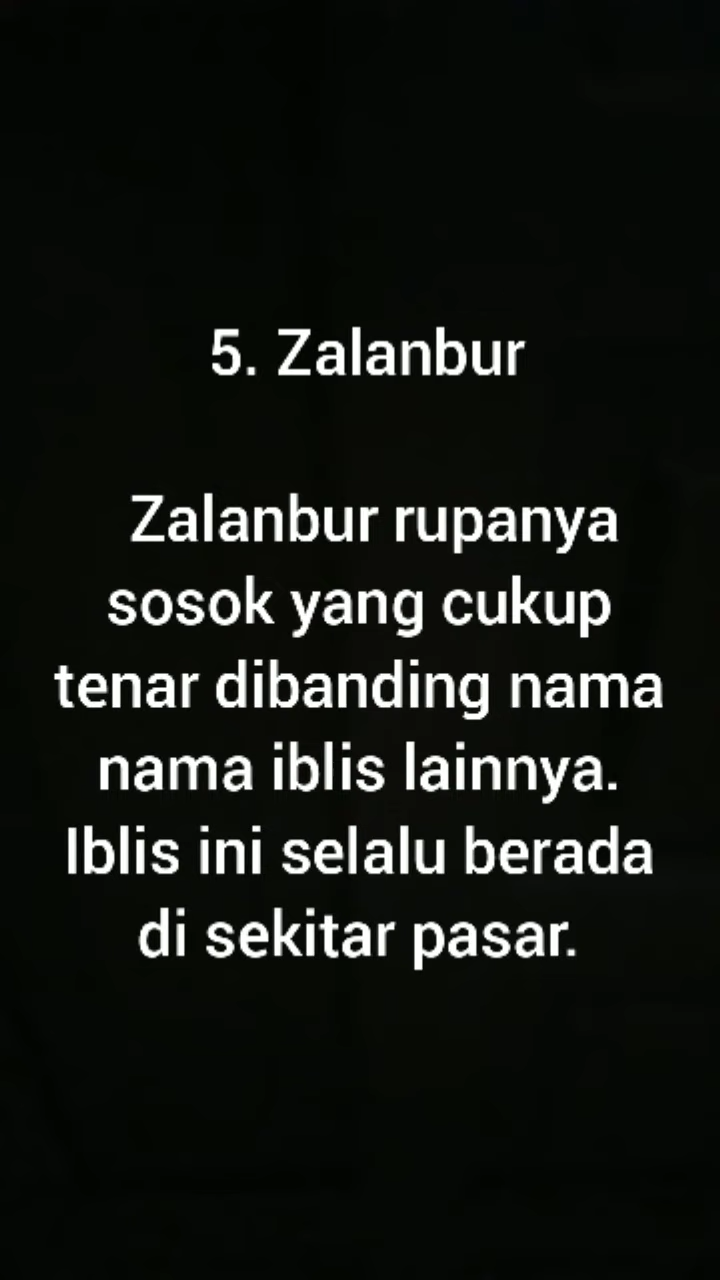 5. Zalanbur
Zalanbur rupanya
sosok yang cukup
tenar dibanding nama
nama iblis lainnya.
Iblis ini selalu berada
di sekitar pasar.